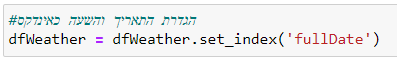 #הגדרת התאריך והשעה כאינדקס
dfWeather = dfWeather.set_index('fullDate')